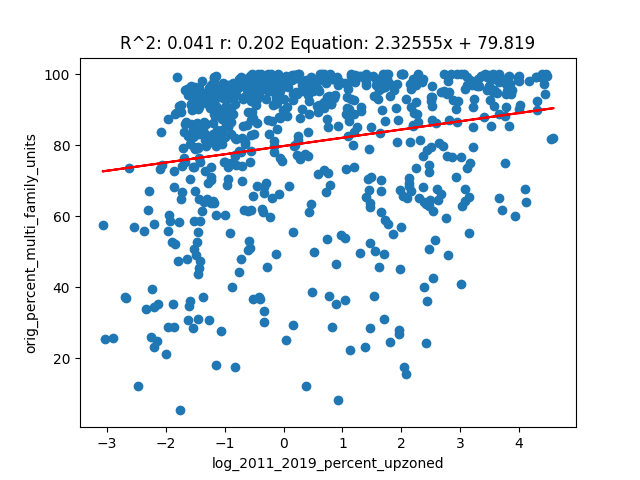 R^2: 0.041 r: 0.202 Equation: 2.32555x + 79.819
orig_percent_multi_family_units
100
80
60
40
20
−3 −2 −1 0 1 2 3 4
log_2011_2019_percent_upzoned